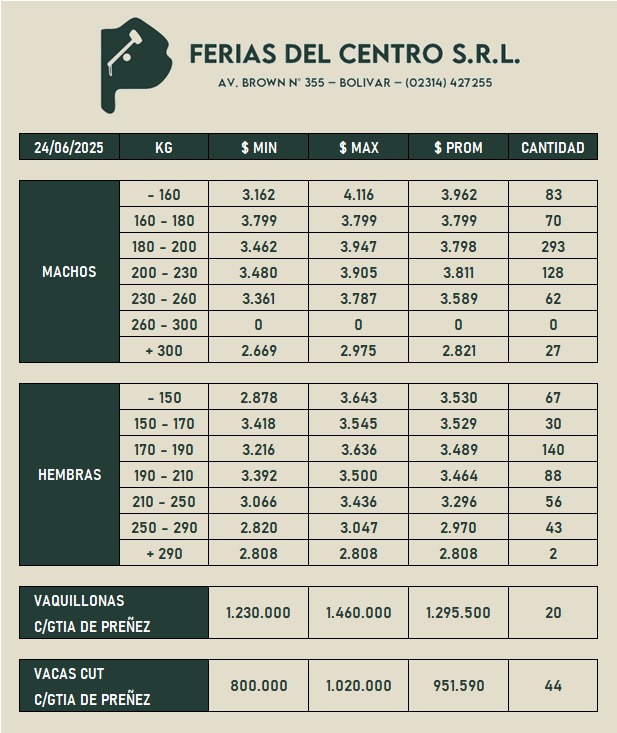 FERIAS DEL CENTRO S.R.L.
AV. BROWN N° 355 – BOLIVAR – (02314) 427255
24/06/2025 KG $ MIN $ MAX $ PROM CANTIDAD
MACHOS
- 160 3.162 4.116 3.962 83
160 - 180 3.799 3.799 3.799 70
180 - 200 3.462 3.947 3.798 293
200 - 230 3.480 3.905 3.811 128
230 - 260 3.361 3.787 3.589 62
260 - 300 0 0 0 0
+ 300 2.669 2.975 2.821 27
HEMBRAS
- 150 2.878 3.643 3.530 67
150 - 170 3.418 3.545 3.529 30
170 - 190 3.216 3.636 3.489 140
190 - 210 3.392 3.500 3.464 88
210 - 250 3.066 3.436 3.296 56
250 - 290 2.820 3.047 2.970 43
+ 290 2.808 2.808 2.808 2
VAQUILLONAS
C/GTIA DE PREÑEZ 1.230.000 1.460.000 1.295.500 20
VACAS CUT
C/GTIA DE PREÑEZ 800.000 1.020.000 951.590 44